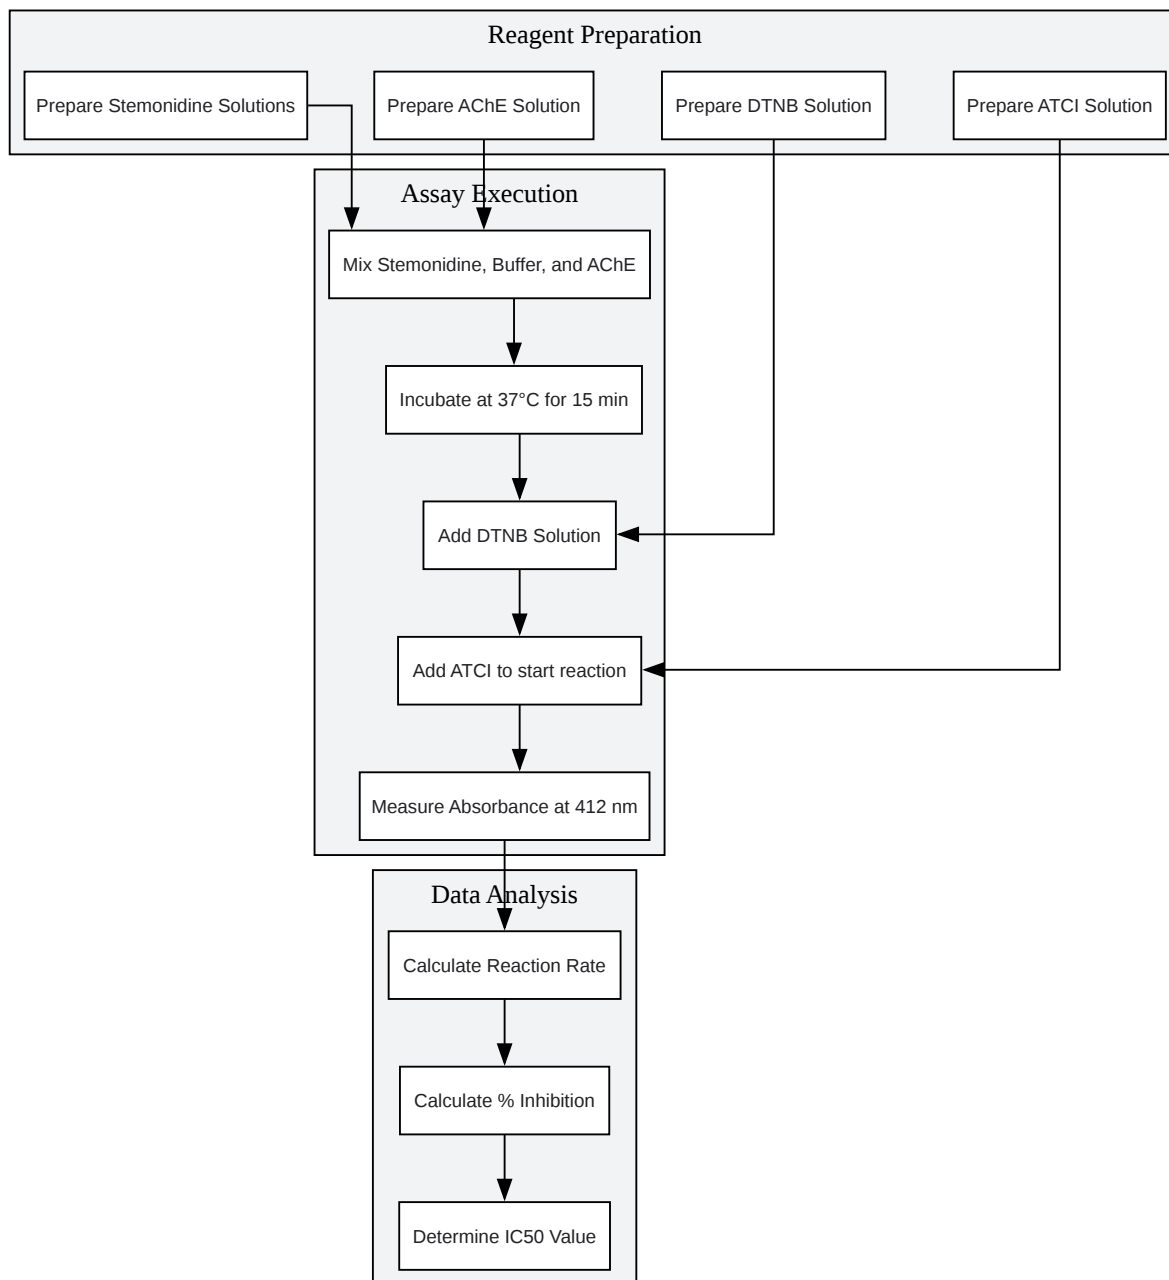 Reagent Preparation
Prepare Stemonidine Solutions
Prepare AChE Solution
Prepare DTNB Solution
Prepare ATCI Solution
Assay Execution
Mix Stemonidine, Buffer, and AChE
Incubate at 37°C for 15 min
Add DTNB Solution
Add ATCI to start reaction
Measure Absorbance at 412 nm
Data Analysis
Calculate Reaction Rate
Calculate % Inhibition
Determine IC50 Value